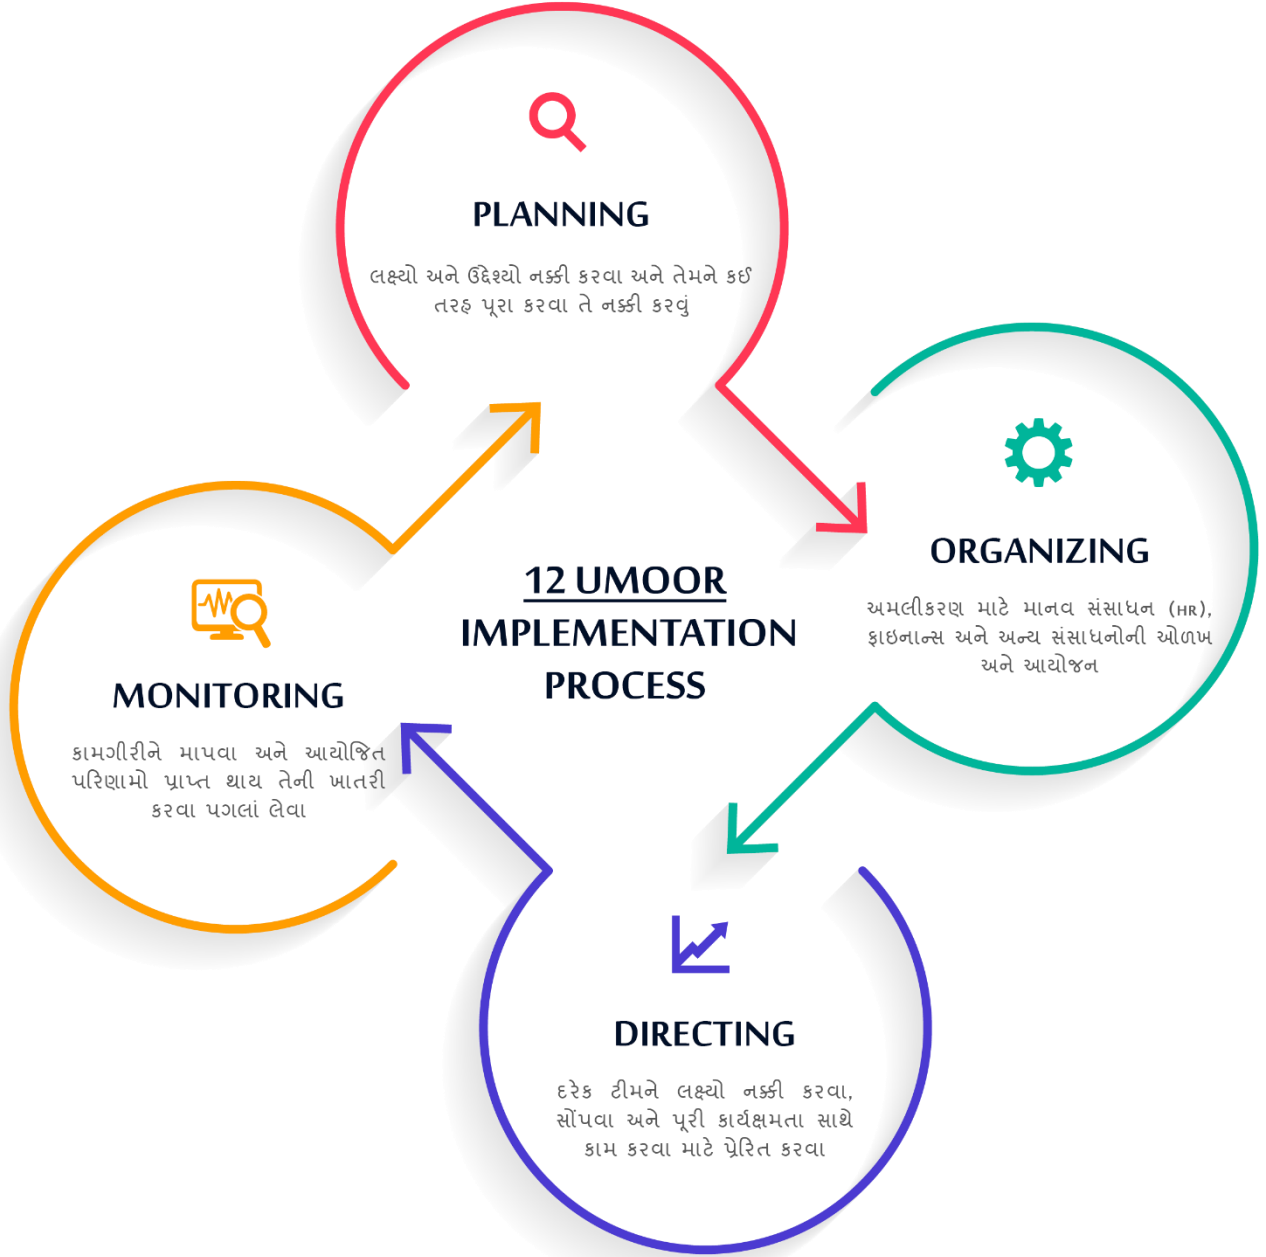 PLANNING
લક્ષ્યો અને ઉદ્દેશ્યો નક્કી કરવા અને તેમને કઈ
તરહ પૂરા કરવા તે નક્કી કરવું
ORGANIZING
અમલીકરણ માટે માનવ સંસાધન (HR),
ફાઇનાન્સ અને અન્ય સંસાધનોની ઓળખ
અને આયોજન
12 UMOOR
IMPLEMENTATION
PROCESS
MONITORING
કામગીરીને માપવા અને આયોજિત
પરિણામો પ્રાપ્ત થાય તેની ખાતરી
કરવા પગલાં લેવા
DIRECTING
દરેક ટીમને લક્ષ્યો નક્કી કરવા,
સોંપવા અને પૂરી કાર્યક્ષમતા સાથે
કામ કરવા માટે પ્રેરિત કરવા